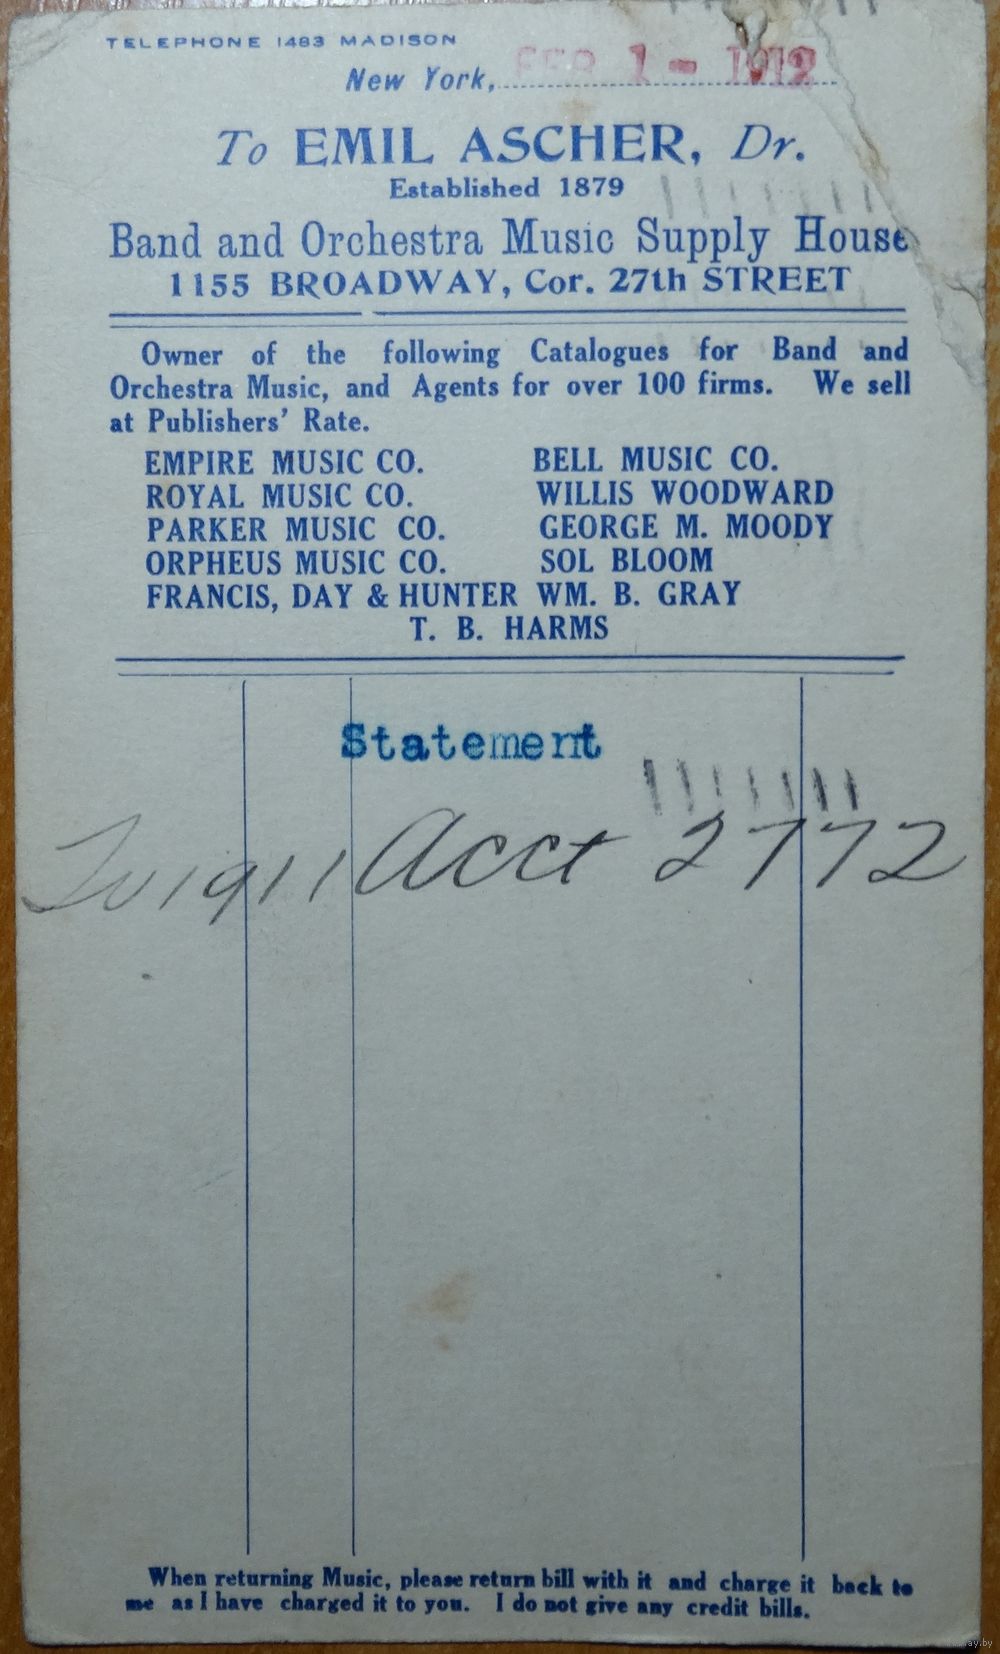 TELEPHONE 1483 MADISON
New York, FEB 1 - 1912
To EMIL ASCHER, Dr.
Established 1879
Band and Orchestra Music Supply House
1155 BROADWAY, Cor. 27th STREET
Owner of the following Catalogues for Band and
Orchestra Music, and Agents for over 100 firms. We sell
at Publishers' Rate.
EMPIRE MUSIC CO. BELL MUSIC CO.
ROYAL MUSIC CO. WILLIS WOODWARD
PARKER MUSIC CO. GEORGE M. MOODY
ORPHEUS MUSIC CO. SOL BLOOM
FRANCIS, DAY & HUNTER WM. B. GRAY
T. B. HARMS
Statement
1911 Acct 2772
When returning Music, please return bill with it and charge it back to
me as I have charged it to you. I do not give any credit bills.